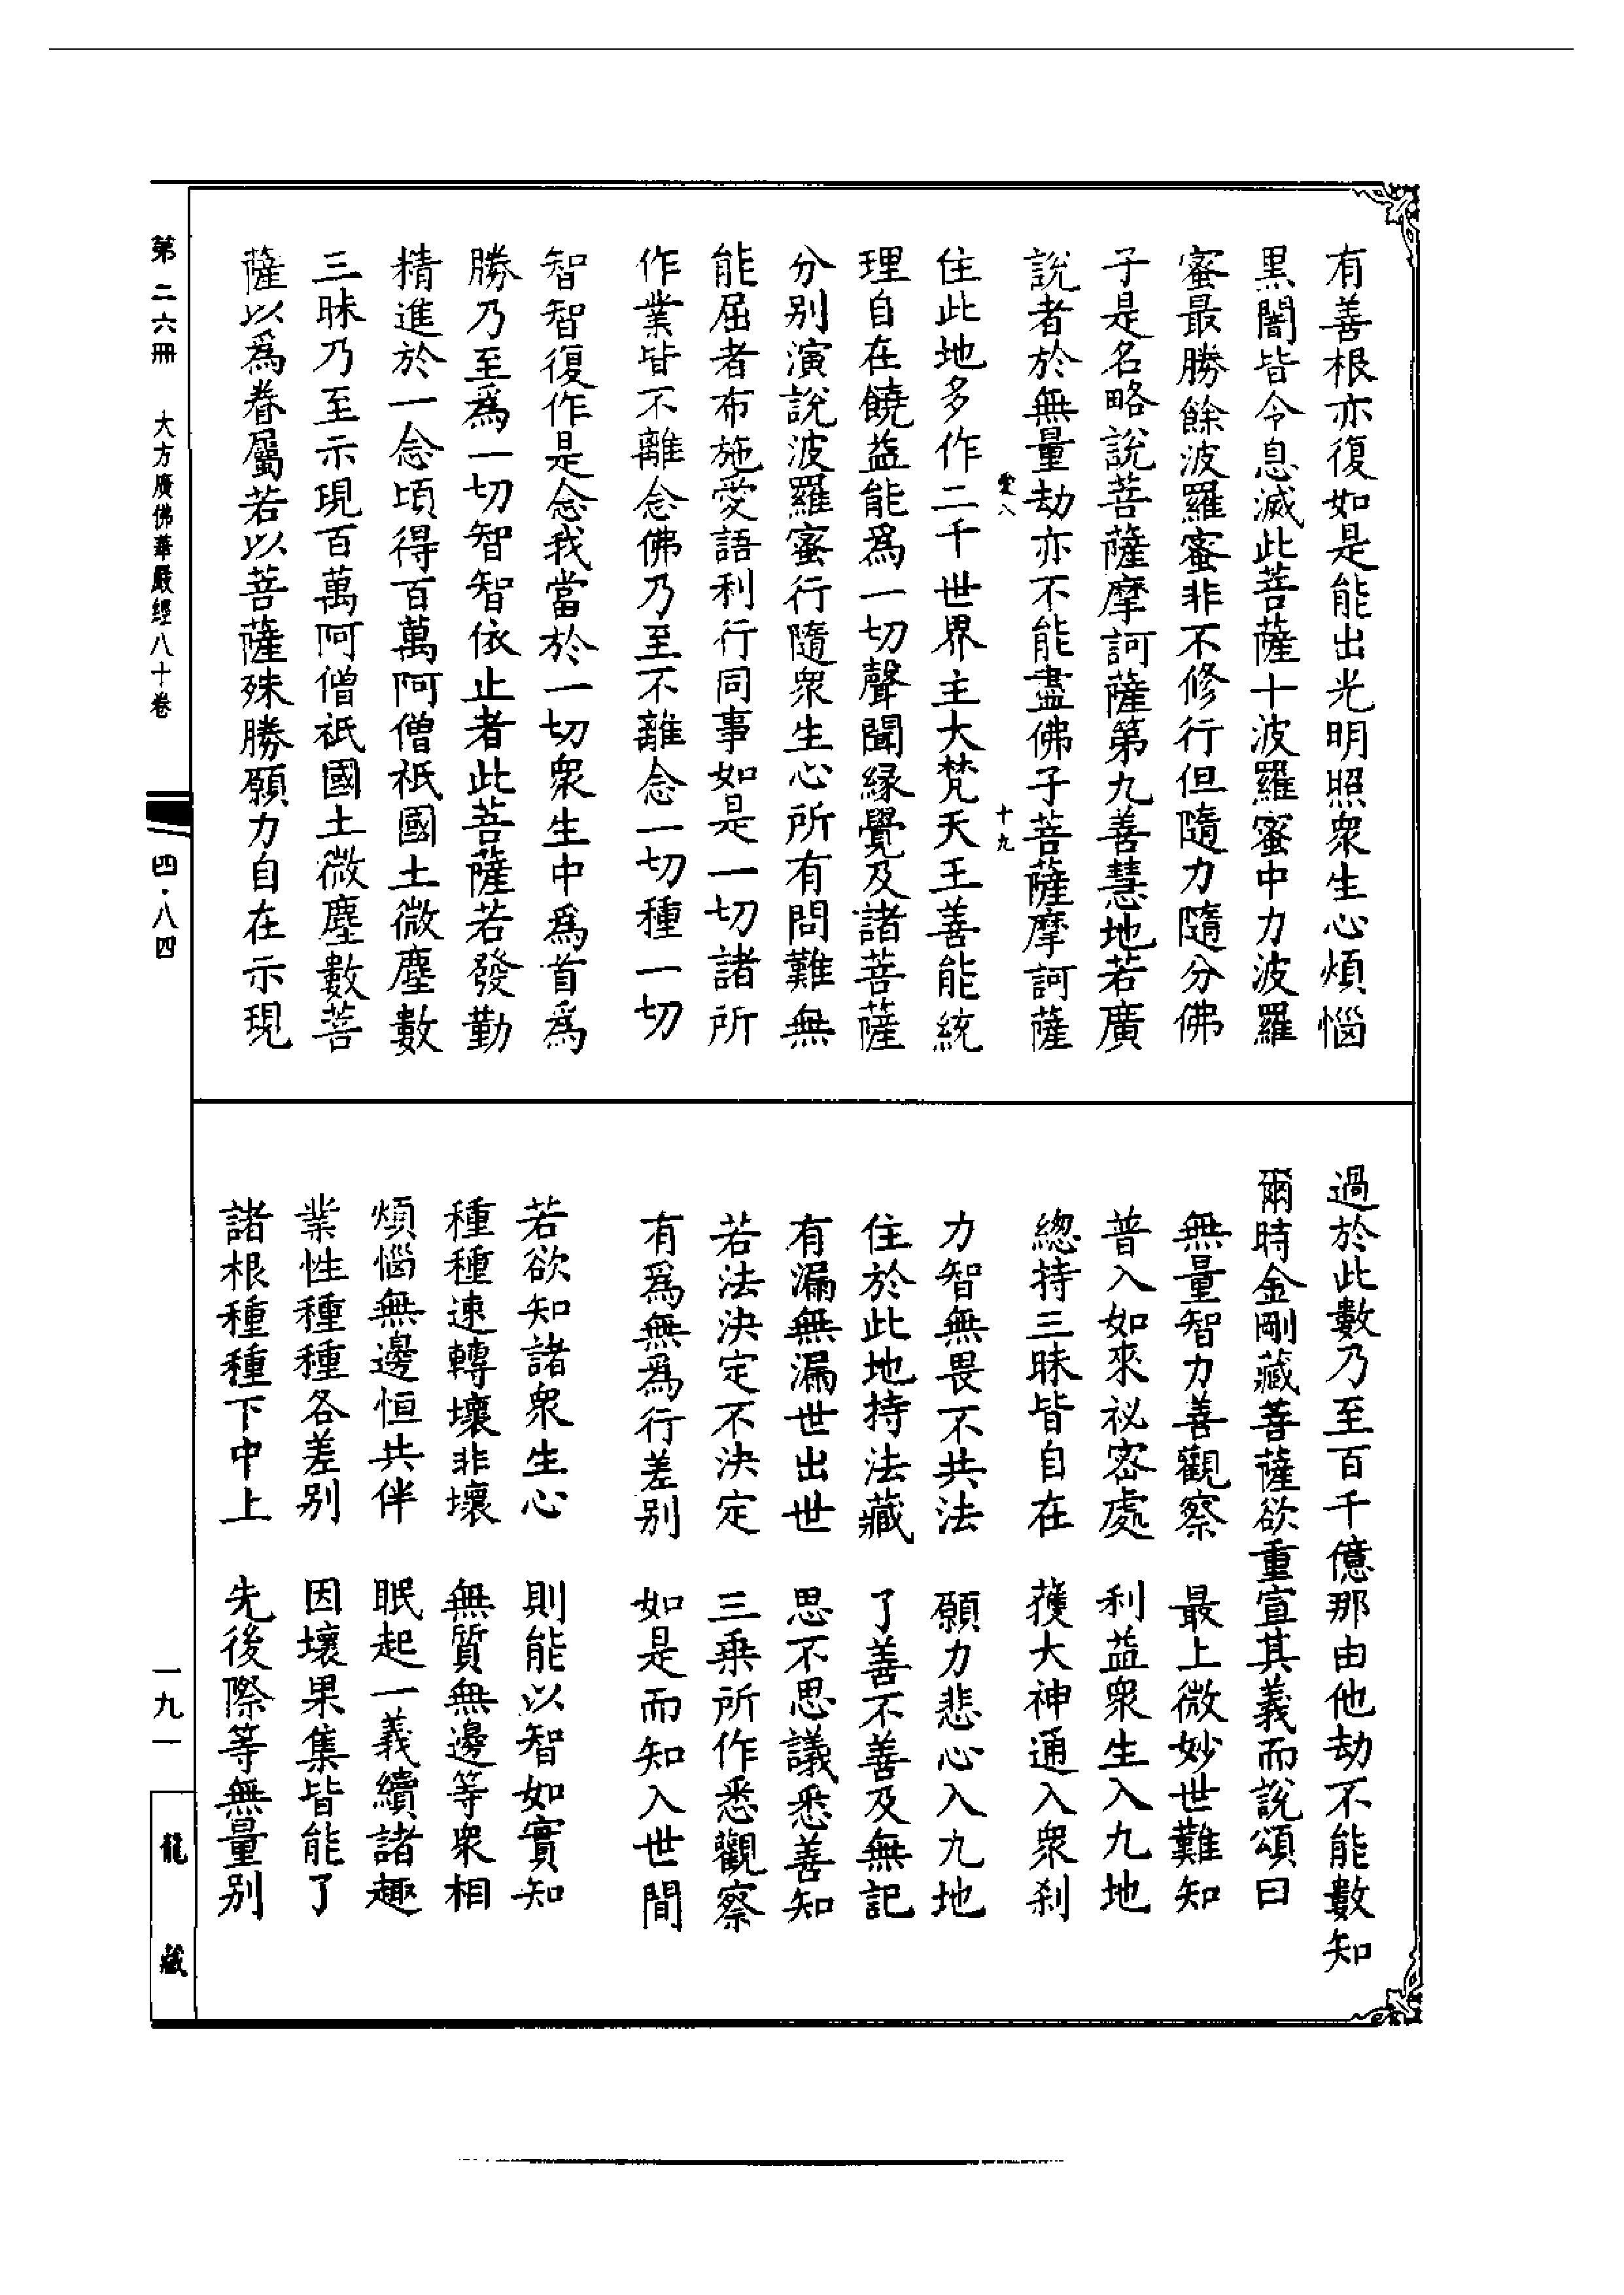 有善根亦復如是能出光明照衆生心煩惱
黑闇皆令息滅此菩薩十波羅蜜中力波羅
蜜最勝餘波羅蜜非不修行但隨力隨分佛
子是名略說菩薩摩訶薩第九善慧地若廣
說者於無量劫亦不能盡佛子菩薩摩訶薩
愛八 十九
住此地多作二千世界主大梵天王善能統
理自在饒益能爲一切聲聞緣覺及諸菩薩
分別演說波羅蜜行隨衆生心所有問難無
能屈者布施愛語利行同事如是一切諸所
作業皆不離念佛乃至不離念一切種一切
智智復作是念我當於一切衆生中爲首爲
勝乃至爲一切智智依止者此菩薩若發勤
精進於一念頃得百萬阿僧祇國土微塵數
三昧乃至示現百萬阿僧祇國土微塵數菩
薩以爲眷屬若以菩薩殊勝願力自在示現
過於此數乃至百千億那由他劫不能數知
爾時金剛藏菩薩欲重宣其義而說頌曰
無量智力善觀察 最上微妙世難知
普入如來祕密處 利益衆生入九地
總持三昧皆自在 獲大神通入衆刹
力智無畏不共法 願力悲心入九地
住於此地持法藏 了善不善及無記
有漏無漏世出世 思不思議悉善知
若法決定不決定 三乘所作悉觀察
有爲無爲行差別 如是而知入世間
若欲知諸衆生心 則能以智如實知
種種速轉壞非壞 無質無邊等衆相
煩惱無邊恒共伴 眠起一義續諸趣
業性種種各差別 因壞果集皆能了
諸根種種下中上 先後際等無量別
第二六冊 大方廣佛華嚴經八十卷
四·八四
一九一
龍藏